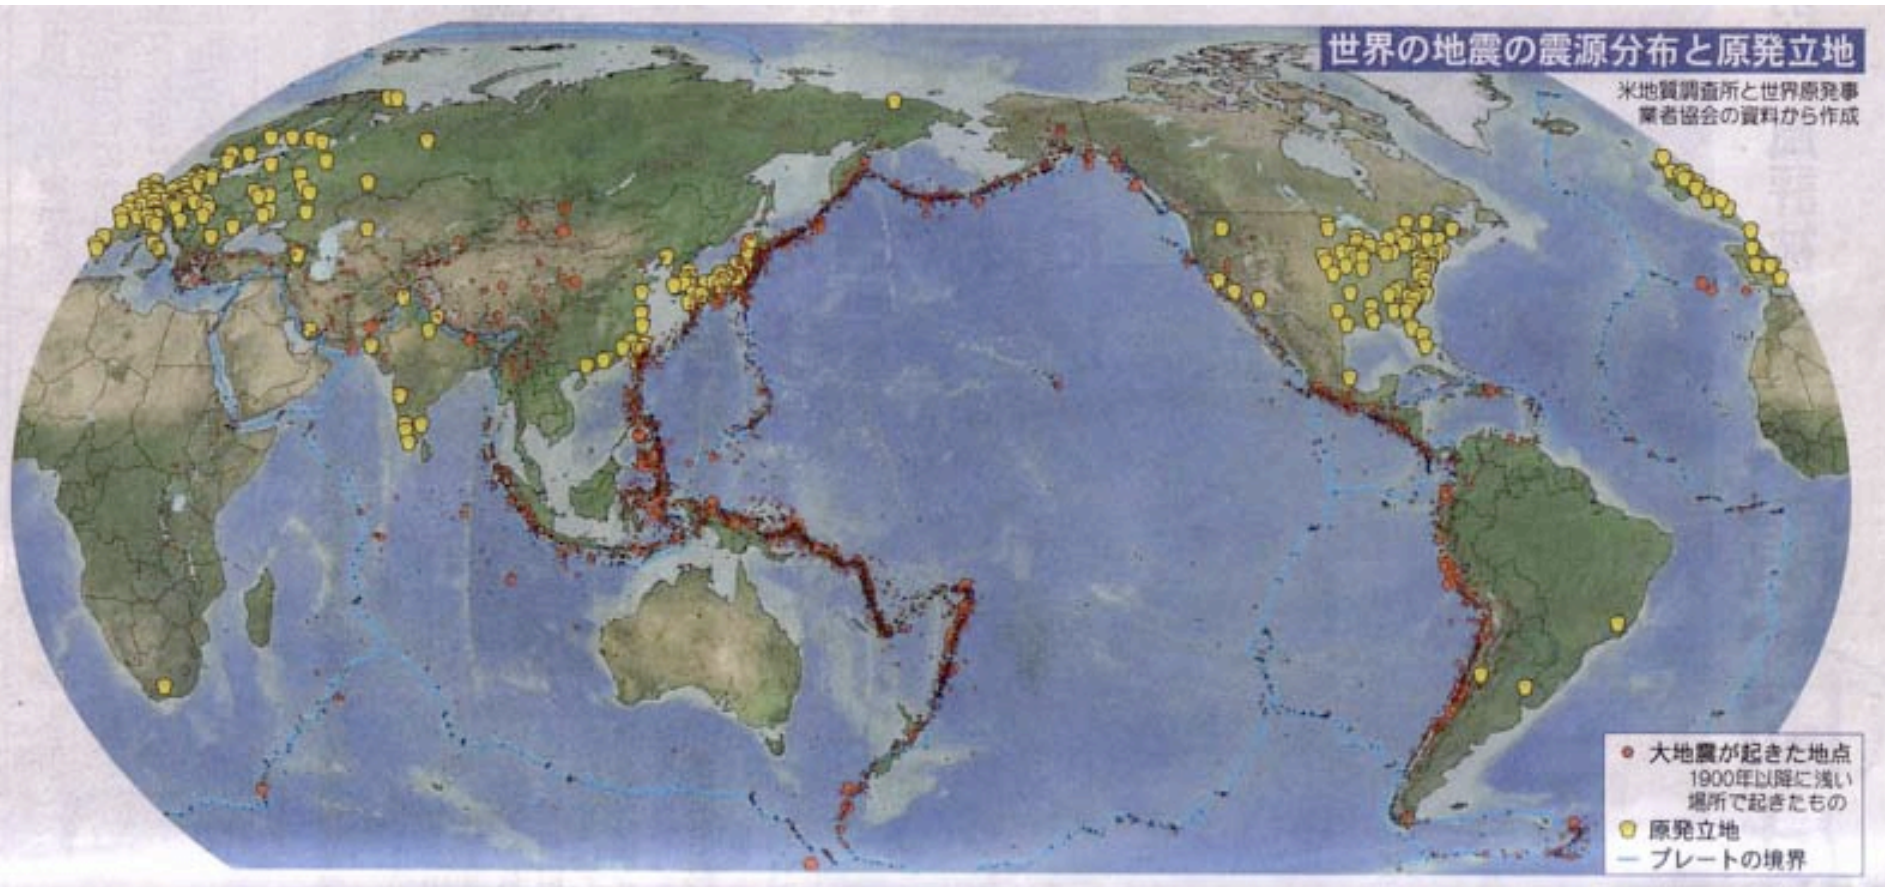 世界の地震の震源分布と原発立地
米地質調査所と世界原発事
業者協会の資料から作成
大地震が起きた地点
1900年以降に浅い
場所で起きたもの
原発立地
プレートの境界